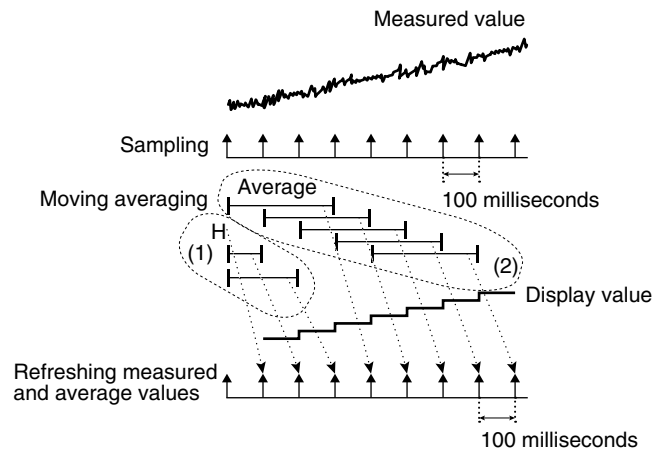 Measured value
Sampling
100 milliseconds
Moving averaging
Average
H
(1)
(2)
Display value
Refreshing measured
and average values
100 milliseconds